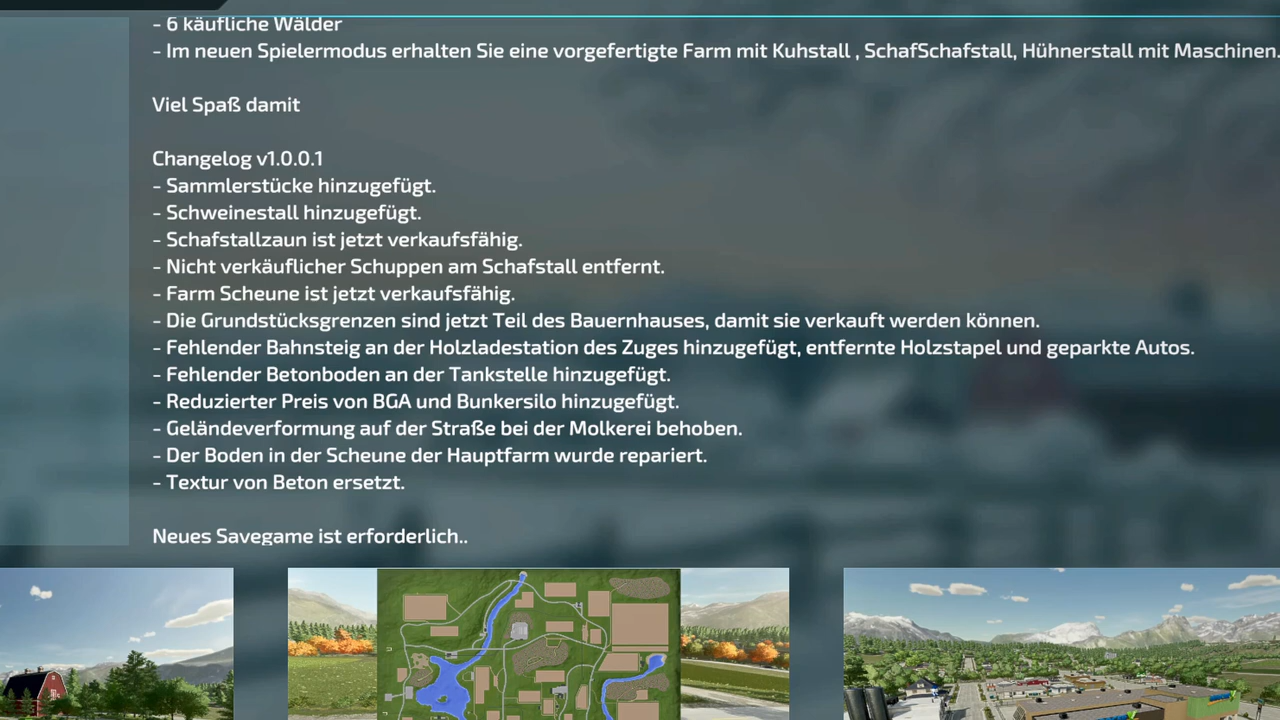 - 6 käufliche Wälder
- Im neuen Spielermodus erhalten Sie eine vorgefertigte Farm mit Kuhstall , SchafSchafstall, Hühnerstall mit Maschinen.
Viel Spaß damit
Changelog v1.0.0.1
- Sammlerstücke hinzugefügt.
- Schweinestall hinzugefügt.
- Schafstallzaun ist jetzt verkaufsfähig.
- Nicht verkäuflicher Schuppen am Schafstall entfernt.
- Farm Scheune ist jetzt verkaufsfähig.
- Die Grundstücksgrenzen sind jetzt Teil des Bauernhauses, damit sie verkauft werden können.
- Fehlender Bahnsteig an der Holzladestation des Zuges hinzugefügt, entfernte Holzstapel und geparkte Autos.
- Fehlender Betonboden an der Tankstelle hinzugefügt.
- Reduzierter Preis von BGA und Bunkersilo hinzugefügt.
- Geländeverformung auf der Straße bei der Molkerei behoben.
- Der Boden in der Scheune der Hauptfarm wurde repariert.
- Textur von Beton ersetzt.
Neues Savegame ist erforderlich..